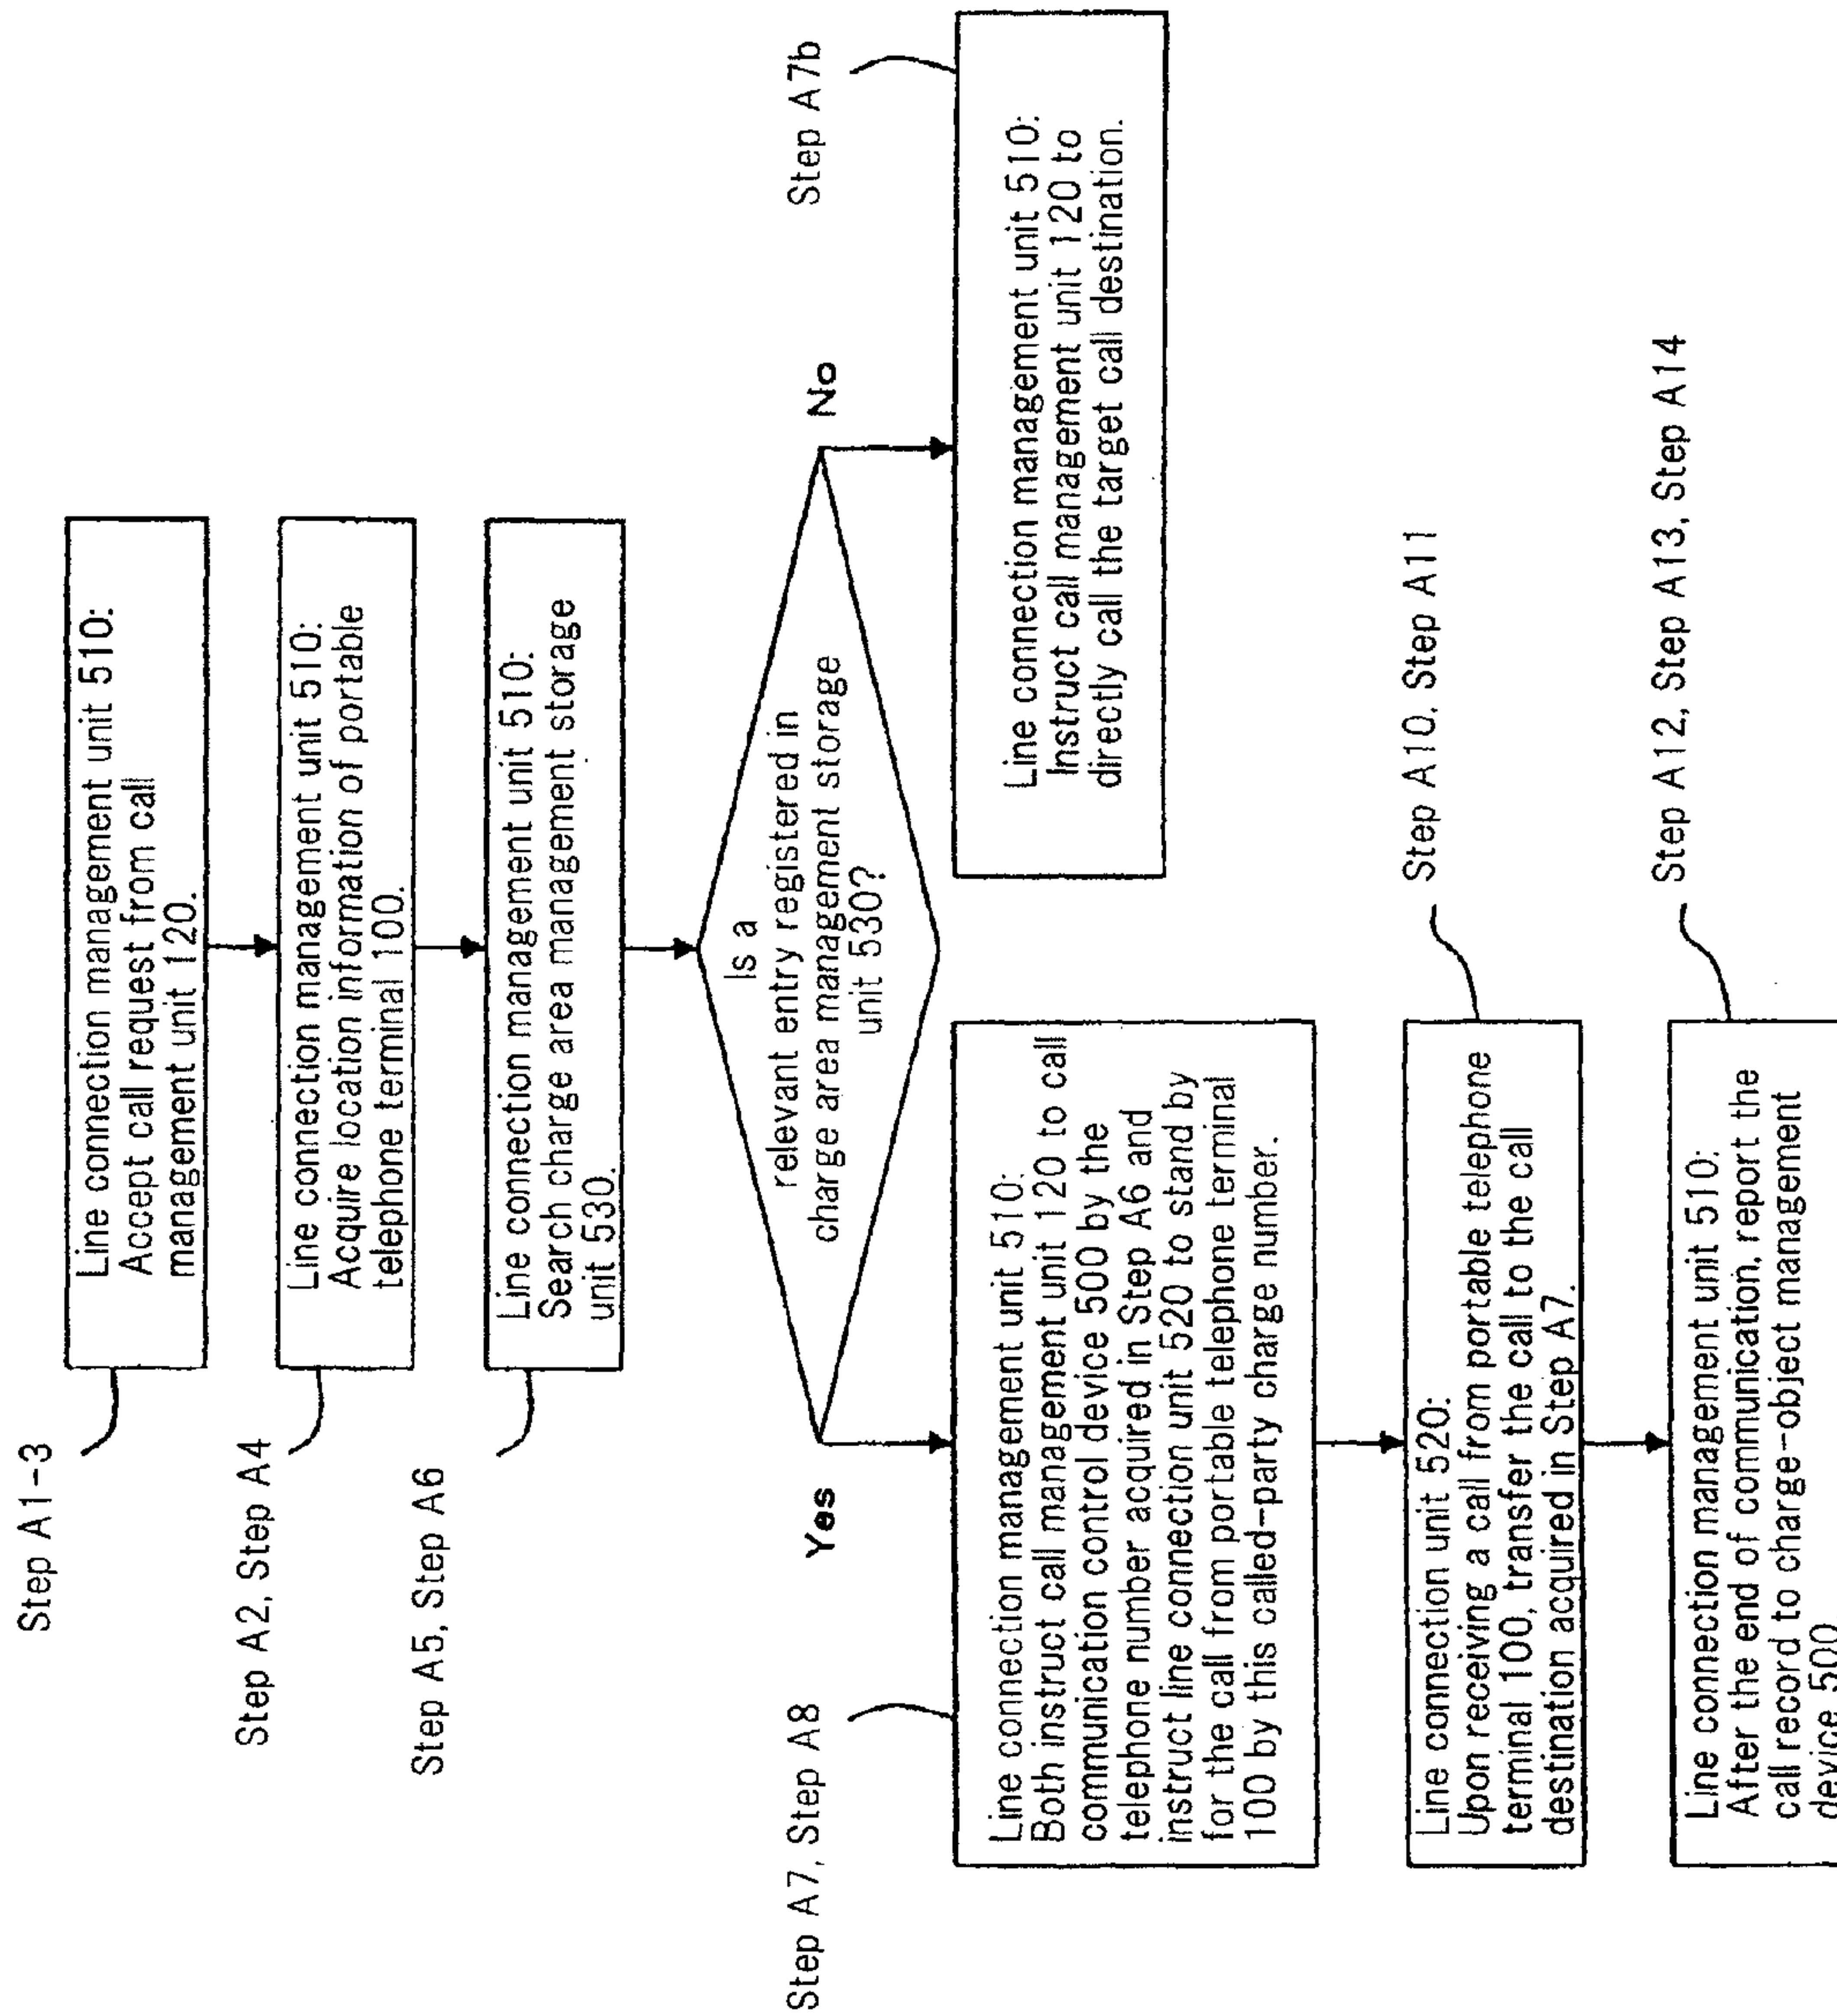 Step A1-3
Line connection management unit 510:
Accept call request from call
management unit 120.
Step A2, Step A4
Line connection management unit 510:
Acquire location information of portable
telephone terminal 100.
Step A5, Step A6
Line connection management unit 510:
Search charge area management storage
unit 530.
Is a
relevant entry registered in
charge area management storage
unit 530?
Yes
No
Step A7, Step A8
Line connection management unit 510:
Both instruct call management unit 120 to call
communication control device 500 by the
telephone number acquired in Step A6 and
instruct line connection unit 520 to stand by
for the call from portable telephone terminal
100 by this called-party charge number.
Step A7b
Line connection management unit 510:
Instruct call management unit 120 to
directly call the target call destination.
Step A10, Step A11
Line connection unit 520:
Upon receiving a call from portable telephone
terminal 100, transfer the call to the call
destination acquired in Step A7.
Step A12, Step A13, Step A14
Line connection management unit 510:
After the end of communication, report the
call record to charge-object management
device 500